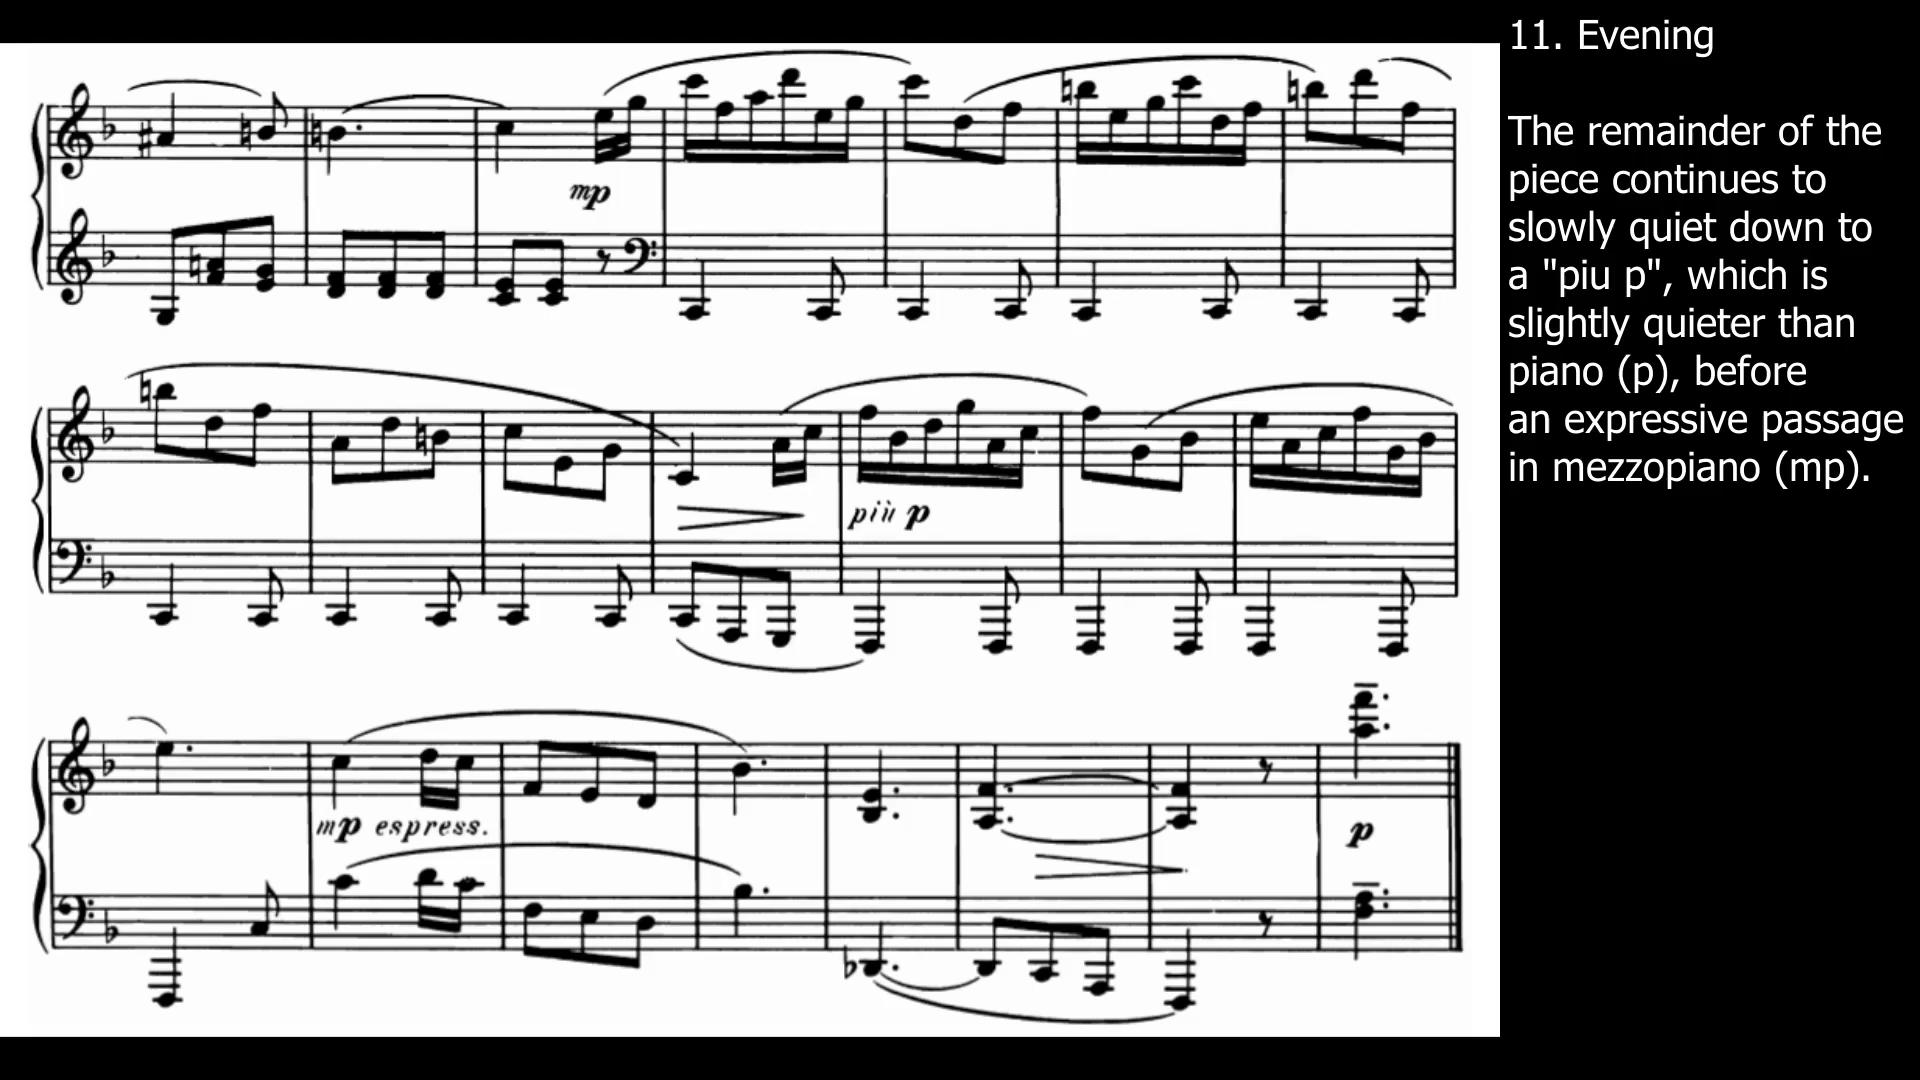 11. Evening
The remainder of the
piece continues to
slowly quiet down to
a "piu p", which is
slightly quieter than
piano (p), before
an expressive passage
in mezzopiano (mp).
mp
più p
mp espress.
p